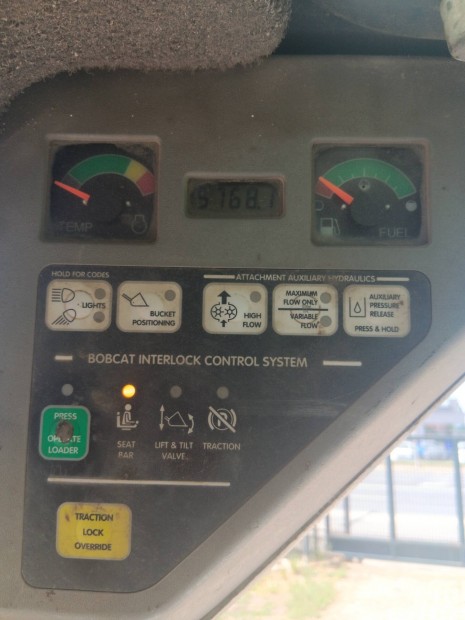 5768.1
TEMP
FUEL
HOLD FOR CODES
ATTACHMENT AUXILIARY HYDRAULICS
LIGHTS
BUCKET
POSITIONING
HIGH
FLOW
MAXIMUM
FLOW ONLY
VARIABLE
FLOW
AUXILIARY
PRESSURE
RELEASE
PRESS & HOLD
BOBCAT INTERLOCK CONTROL SYSTEM
PRESS
TO
OPERATE
LOADER
SEAT
BAR
LIFT & TILT
VALVE
TRACTION
TRACTION
LOCK
OVERRIDE